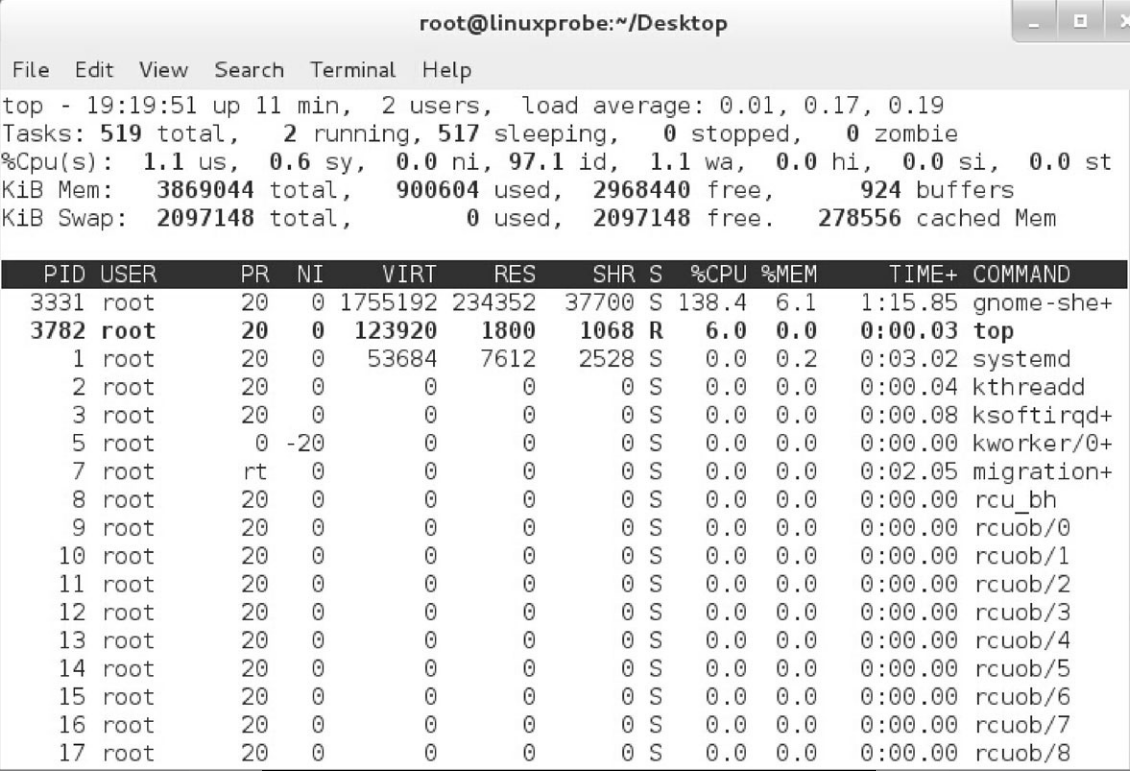 root@linuxprobe:~/Desktop
File Edit View Search Terminal Help
top - 19:19:51 up 11 min,  2 users,  load average: 0.01, 0.17, 0.19
Tasks: 519 total,   2 running, 517 sleeping,   0 stopped,   0 zombie
%Cpu(s):  1.1 us,  0.6 sy,  0.0 ni, 97.1 id,  1.1 wa,  0.0 hi,  0.0 si,  0.0 st
KiB Mem:   3869044 total,   900604 used,  2968440 free,      924 buffers
KiB Swap:  2097148 total,        0 used,  2097148 free.   278556 cached Mem
PID USER      PR  NI    VIRT    RES    SHR S  %CPU %MEM     TIME+ COMMAND
3331 root      20   0 1755192 234352  37700 S 138.4  6.1   1:15.85 gnome-she+
3782 root      20   0  123920   1800   1068 R   6.0  0.0   0:00.03 top
1 root      20   0   53684   7612   2528 S   0.0  0.2   0:03.02 systemd
2 root      20   0       0      0      0 S   0.0  0.0   0:00.04 kthreadd
3 root      20   0       0      0      0 S   0.0  0.0   0:00.08 ksoftirqd+
5 root       0 -20       0      0      0 S   0.0  0.0   0:00.00 kworker/0+
7 root      rt   0       0      0      0 S   0.0  0.0   0:02.05 migration+
8 root      20   0       0      0      0 S   0.0  0.0   0:00.00 rcu_bh
9 root      20   0       0      0      0 S   0.0  0.0   0:00.00 rcuob/0
10 root      20   0       0      0      0 S   0.0  0.0   0:00.00 rcuob/1
11 root      20   0       0      0      0 S   0.0  0.0   0:00.00 rcuob/2
12 root      20   0       0      0      0 S   0.0  0.0   0:00.00 rcuob/3
13 root      20   0       0      0      0 S   0.0  0.0   0:00.00 rcuob/4
14 root      20   0       0      0      0 S   0.0  0.0   0:00.00 rcuob/5
15 root      20   0       0      0      0 S   0.0  0.0   0:00.00 rcuob/6
16 root      20   0       0      0      0 S   0.0  0.0   0:00.00 rcuob/7
17 root      20   0       0      0      0 S   0.0  0.0   0:00.00 rcuob/8